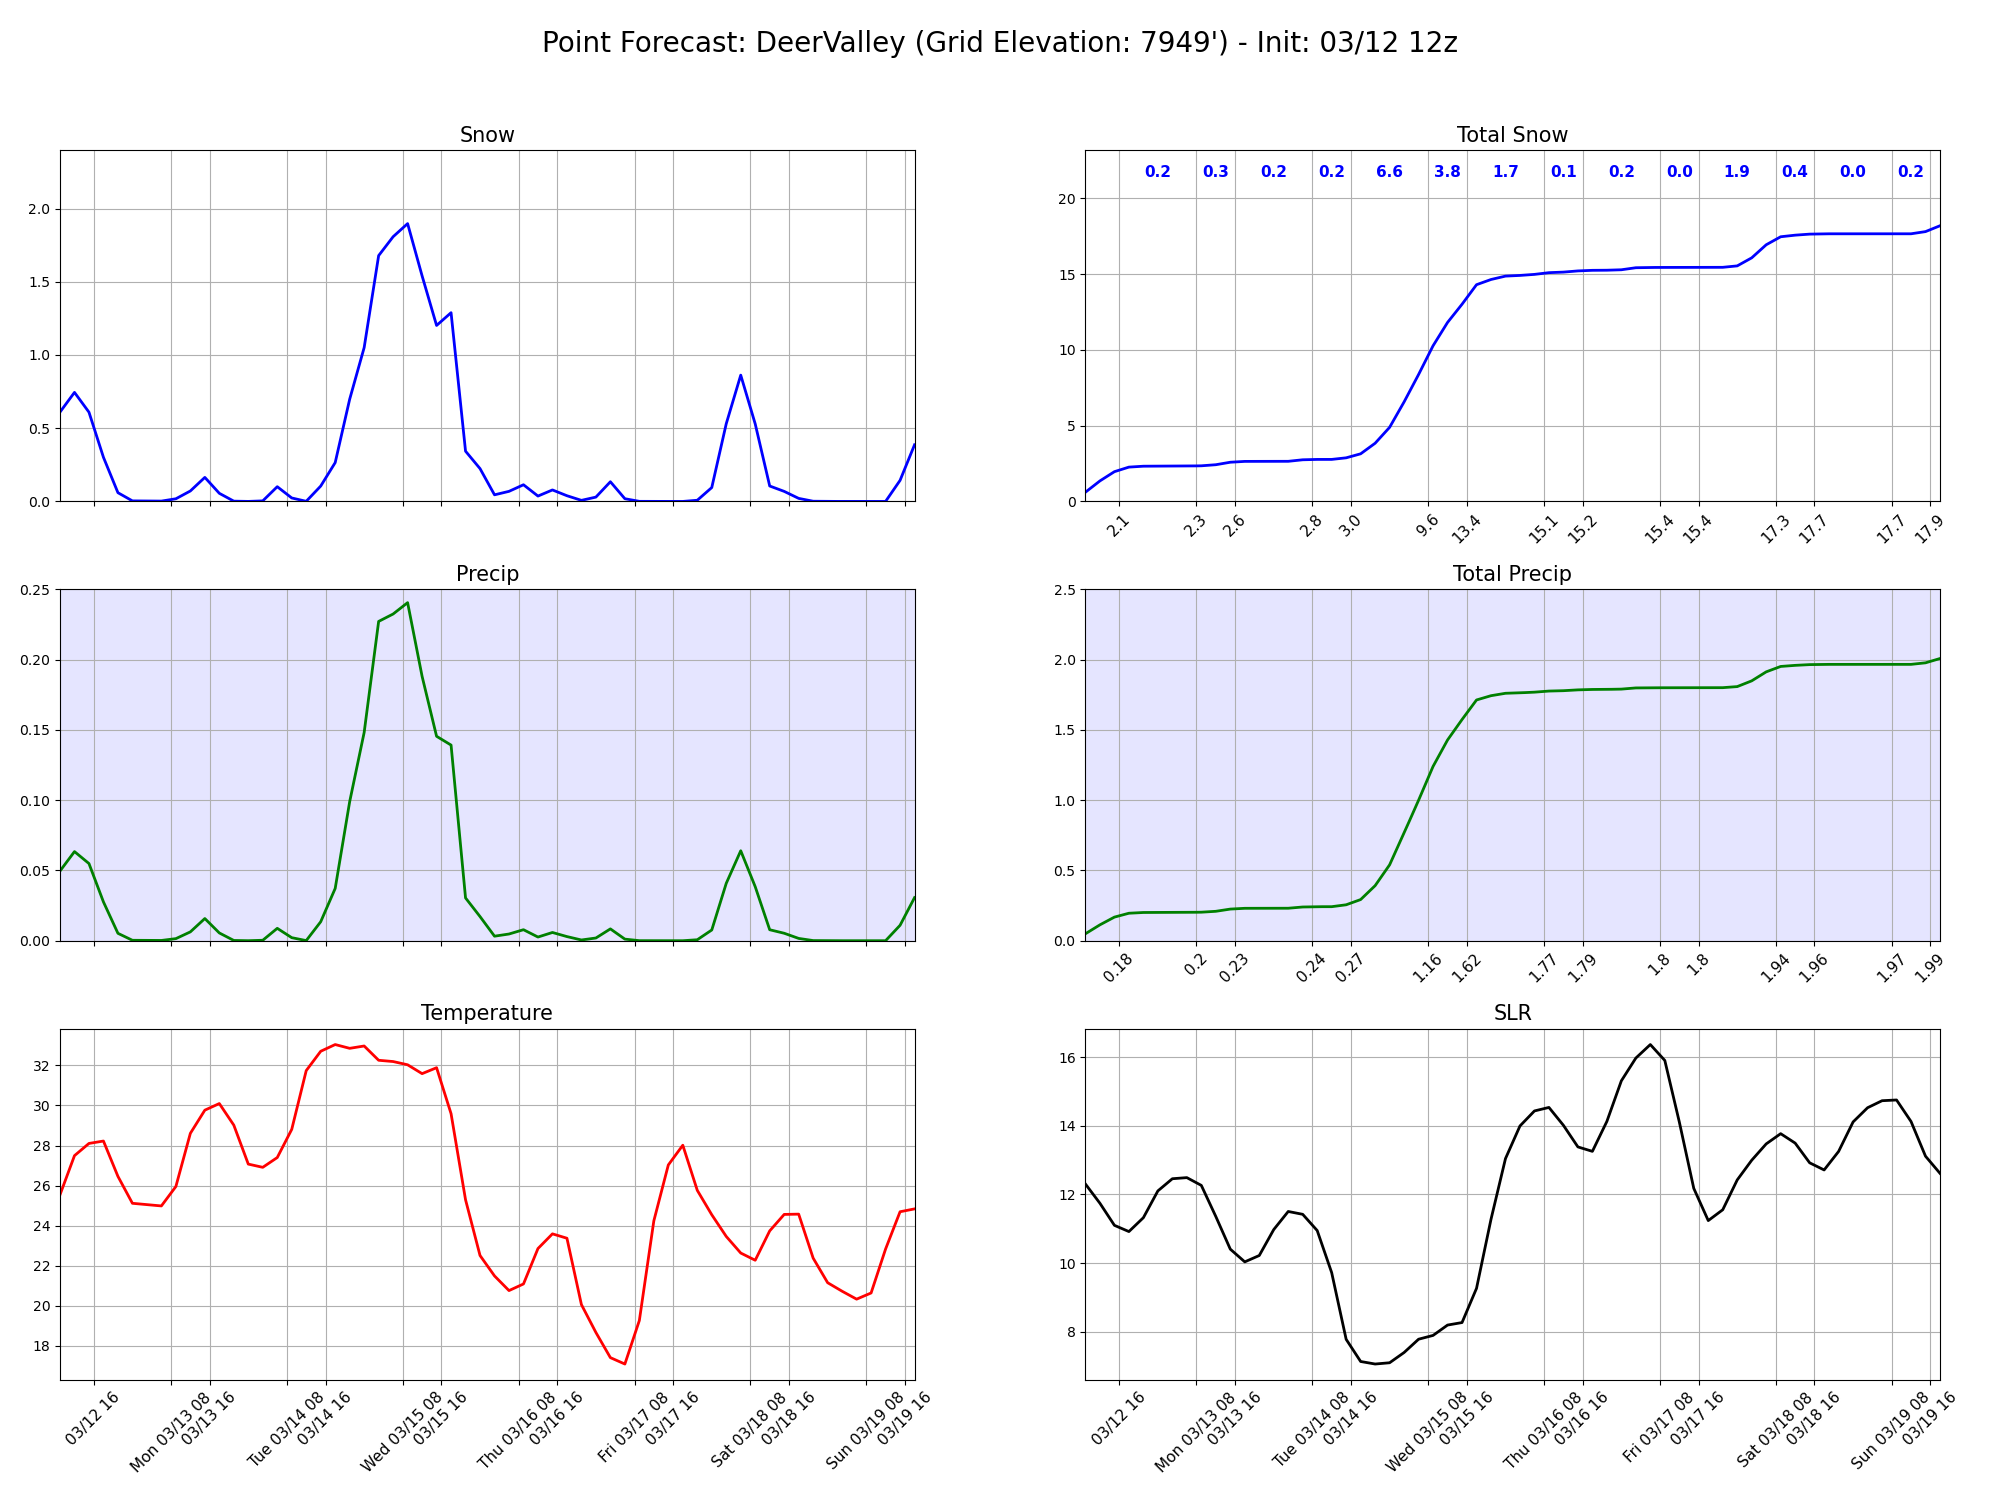 Point Forecast: DeerValley (Grid Elevation: 7949') - Init: 03/12 12z
Snow
2.0
1.5
1.0
0.5
0.0
Total Snow
0.2 0.3 0.2 0.2 6.6 3.8 1.7 0.1 0.2 0.0 1.9 0.4 0.0 0.2
20
15
10
5
0
2.1 2.3 2.6 2.8 3.0 9.6 13.4 15.1 15.2 15.4 15.4 17.3 17.7 17.7 17.9
Precip
0.25
0.20
0.15
0.10
0.05
0.00
Total Precip
2.5
2.0
1.5
1.0
0.5
0.0
0.18 0.2 0.23 0.24 0.27 1.16 1.62 1.77 1.79 1.8 1.8 1.94 1.96 1.97 1.99
Temperature
32
30
28
26
24
22
20
18
03/12 16
Mon 03/13 08
03/13 16
Tue 03/14 08
03/14 16
Wed 03/15 08
03/15 16
Thu 03/16 08
03/16 16
Fri 03/17 08
03/17 16
Sat 03/18 08
03/18 16
Sun 03/19 08
03/19 16
SLR
16
14
12
10
8
03/12 16
Mon 03/13 08
03/13 16
Tue 03/14 08
03/14 16
Wed 03/15 08
03/15 16
Thu 03/16 08
03/16 16
Fri 03/17 08
03/17 16
Sat 03/18 08
03/18 16
Sun 03/19 08
03/19 16